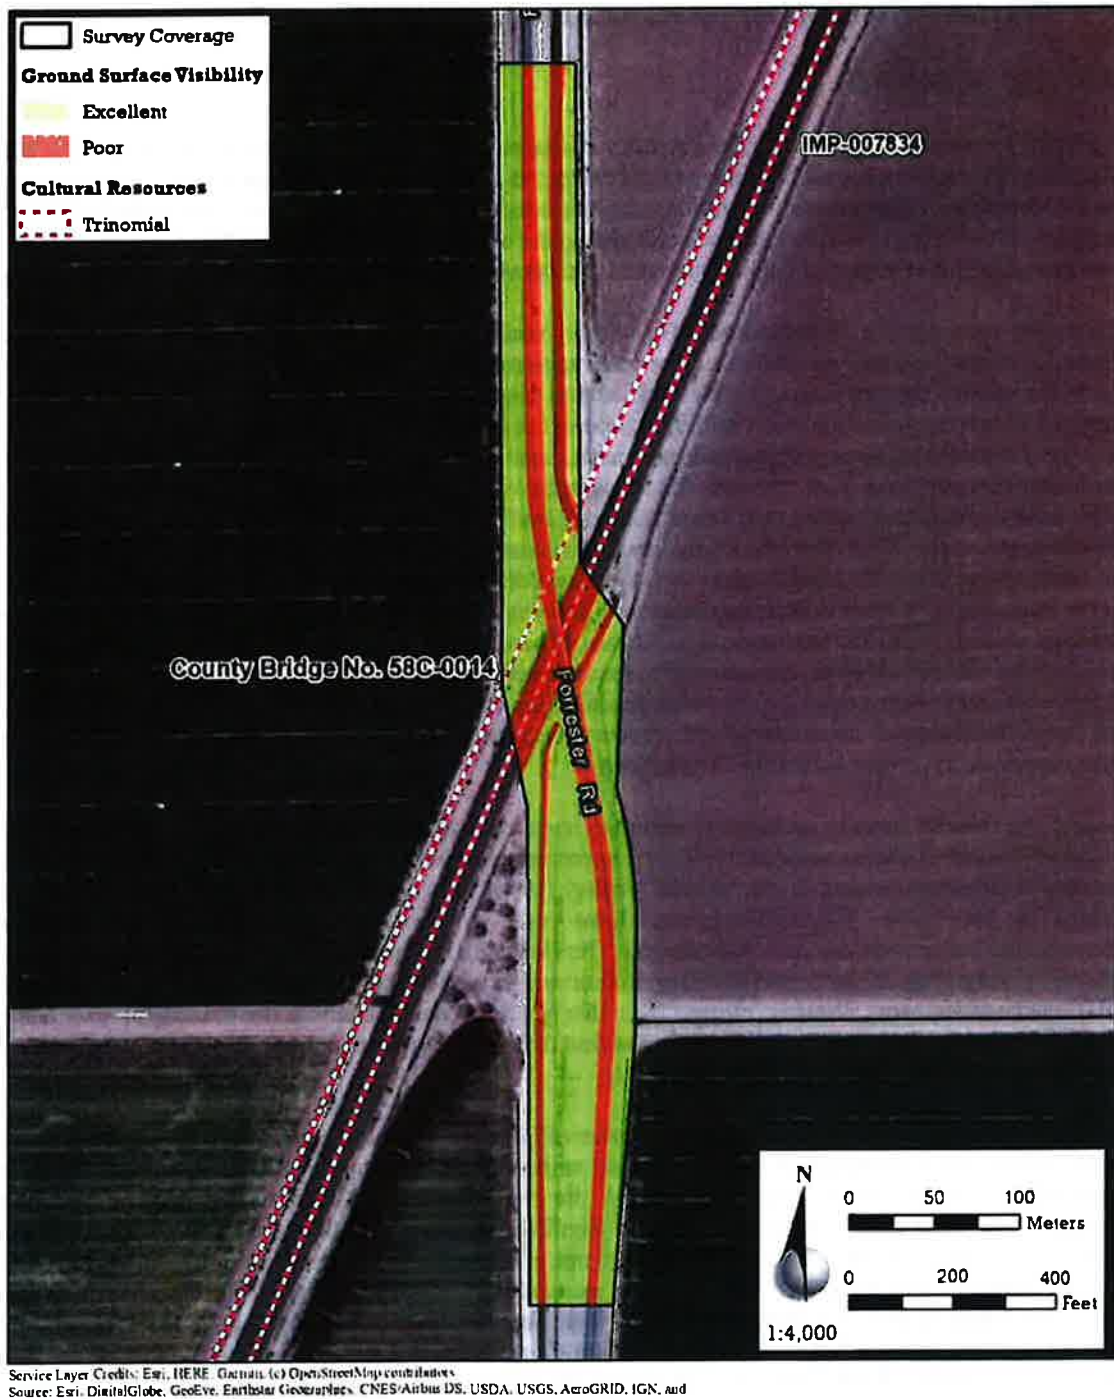 Survey Coverage
Ground Surface Visibility
Excellent
Poor
Cultural Resources
Trinomial
IMP-007834
County Bridge No. 58C-0014
Forrester Rd
N
0 50 100
Meters
0 200 400
Feet
1:4,000
Service Layer Credits: Esri, HERE, Garmin, (c) OpenStreetMap contributors
Source: Esri, DigitalGlobe, GeoEye, Earthstar Geographics, CNES/Airbus DS, USDA, USGS, AeroGRID, IGN, and